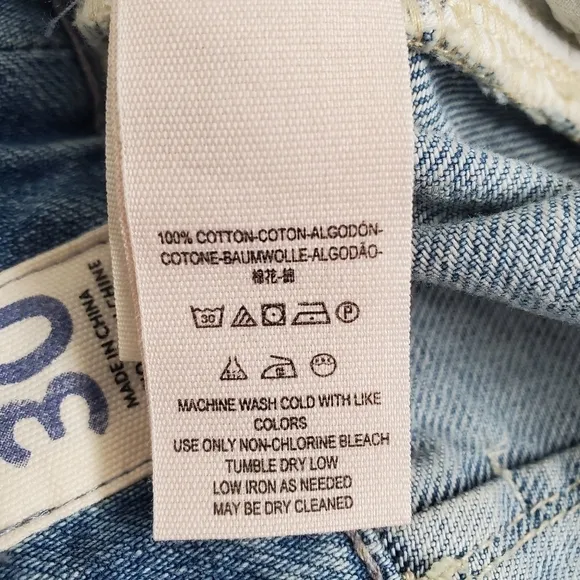 100% COTTON-COTON-ALGODÓN-
COTONE-BAUMWOLLE-ALGODÃO-
棉花-綿
30
P
MACHINE WASH COLD WITH LIKE
COLORS
USE ONLY NON-CHLORINE BLEACH
TUMBLE DRY LOW
LOW IRON AS NEEDED
MAY BE DRY CLEANED
30
MADE IN CHINA
CHINE